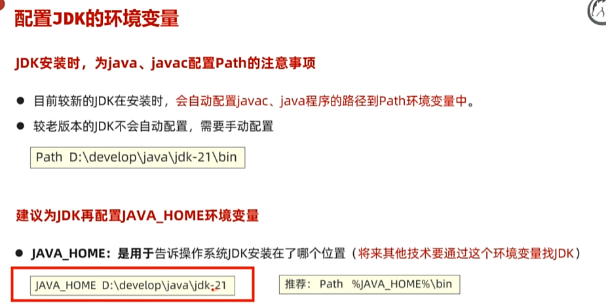 配置JDK的环境变量
JDK安装时，为java、javac配置Path的注意事项
● 目前较新的JDK在安装时，会自动配置javac、java程序的路径到Path环境变量中。
● 较老版本的JDK不会自动配置，需要手动配置
Path D:\develop\java\jdk-21\bin
建议为JDK再配置JAVA_HOME环境变量
● JAVA_HOME：是用于告诉操作系统JDK安装在了哪个位置（将来其他技术要通过这个环境变量找JDK）
JAVA_HOME D:\develop\java\jdk-21
推荐： Path %JAVA_HOME%\bin